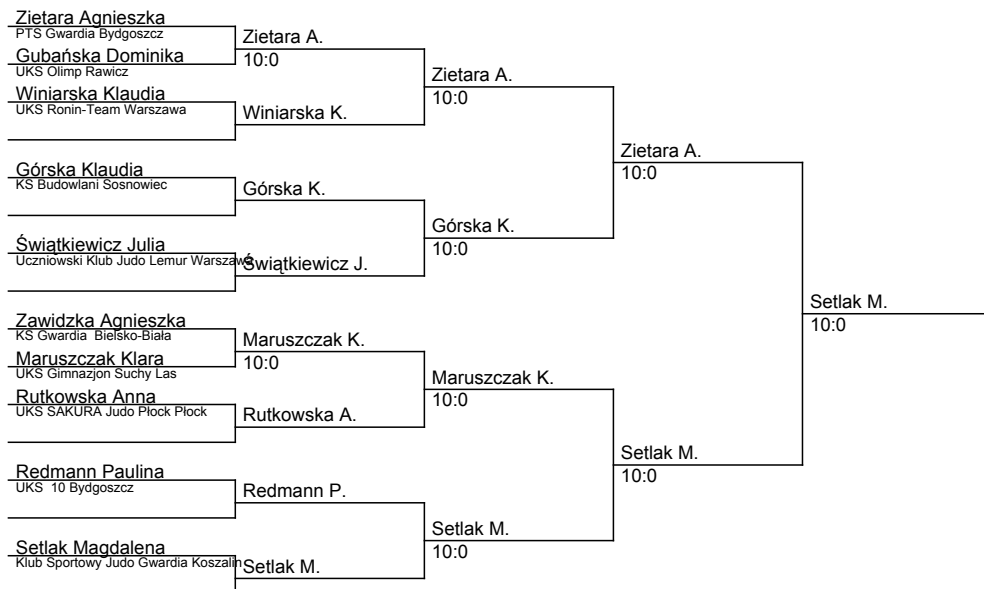 Zietara Agnieszka
PTS Gwardia Bydgoszcz
Gubańska Dominika
UKS Olimp Rawicz
Winiarska Klaudia
UKS Ronin-Team Warszawa
Górska Klaudia
KS Budowlani Sosnowiec
Świątkiewicz Julia
Uczniowski Klub Judo Lemur Warszawa
Zawidzka Agnieszka
KS Gwardia  Bielsko-Biała
Maruszczak Klara
UKS Gimnazjon Suchy Las
Rutkowska Anna
UKS SAKURA Judo Płock Płock
Redmann Paulina
UKS  10 Bydgoszcz
Setlak Magdalena
Klub Sportowy Judo Gwardia Koszalin
Zietara A.
10:0
Winiarska K.
Górska K.
Świątkiewicz J.
Maruszczak K.
10:0
Rutkowska A.
Redmann P.
Setlak M.
Zietara A.
10:0
Górska K.
10:0
Maruszczak K.
10:0
Setlak M.
10:0
Zietara A.
10:0
Setlak M.
10:0
Setlak M.
10:0